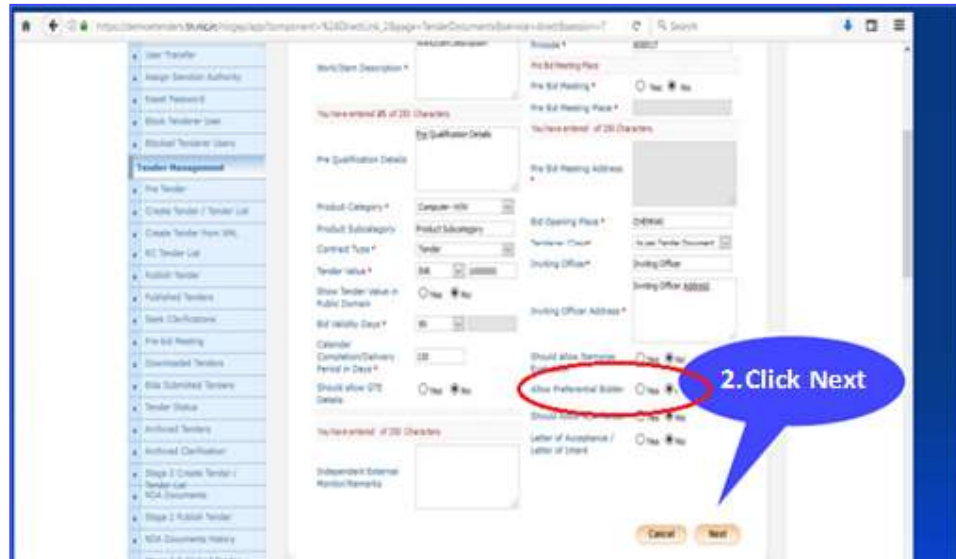 Search
User Transfer
Assign Sanction Authority
Reset Password
Block Tenderer User
Blocked Tenderer Users
Tender Management
Pre Tender
Create Tender / Tender List
Create Tender from XML
RC Tender List
Publish Tender
Published Tenders
Seek Clarifications
Pre-bid Meeting
Downloaded Tenders
Bids Submitted Tenders
Tender Status
Archived Tenders
Archived Clarification
Stage 2 Create Tender /
Tender List
NDA Documents
Stage 2 Publish Tender
NDA Documents History
Work/Item Description *
You have entered 25 of 250 Characters
Pre Qualification Details
Pre Qualification Details
Product Category *
Computer- H/W
Product Subcategory
Product Subcategory
Contract Type *
Tender
Tender Value *
INR
Show Tender Value in
Public Domain
Yes No
Bid Validity Days *
90
Calendar
Completion/Delivery
Period in Days *
Should allow GTE
Details
Yes No
You have entered of 250 Characters
Independent External
Monitor/Remarks
Pincode *
Pre Bid Meeting Place
Pre Bid Meeting *
Yes No
Pre Bid Meeting Place *
You have entered of 250 Characters
Pre Bid Meeting Address
*
Bid Opening Place *
CHENNAI
Tenderer Class*
As per Tender Document
Inviting Officer*
Inviting Officer
Inviting Officer Address *
Inviting Officer Address
Allow Preferential Bidder
Yes
Should allow
Yes No
Letter of Acceptance /
Letter of Intent
Yes No
Cancel
Next
2.Click Next